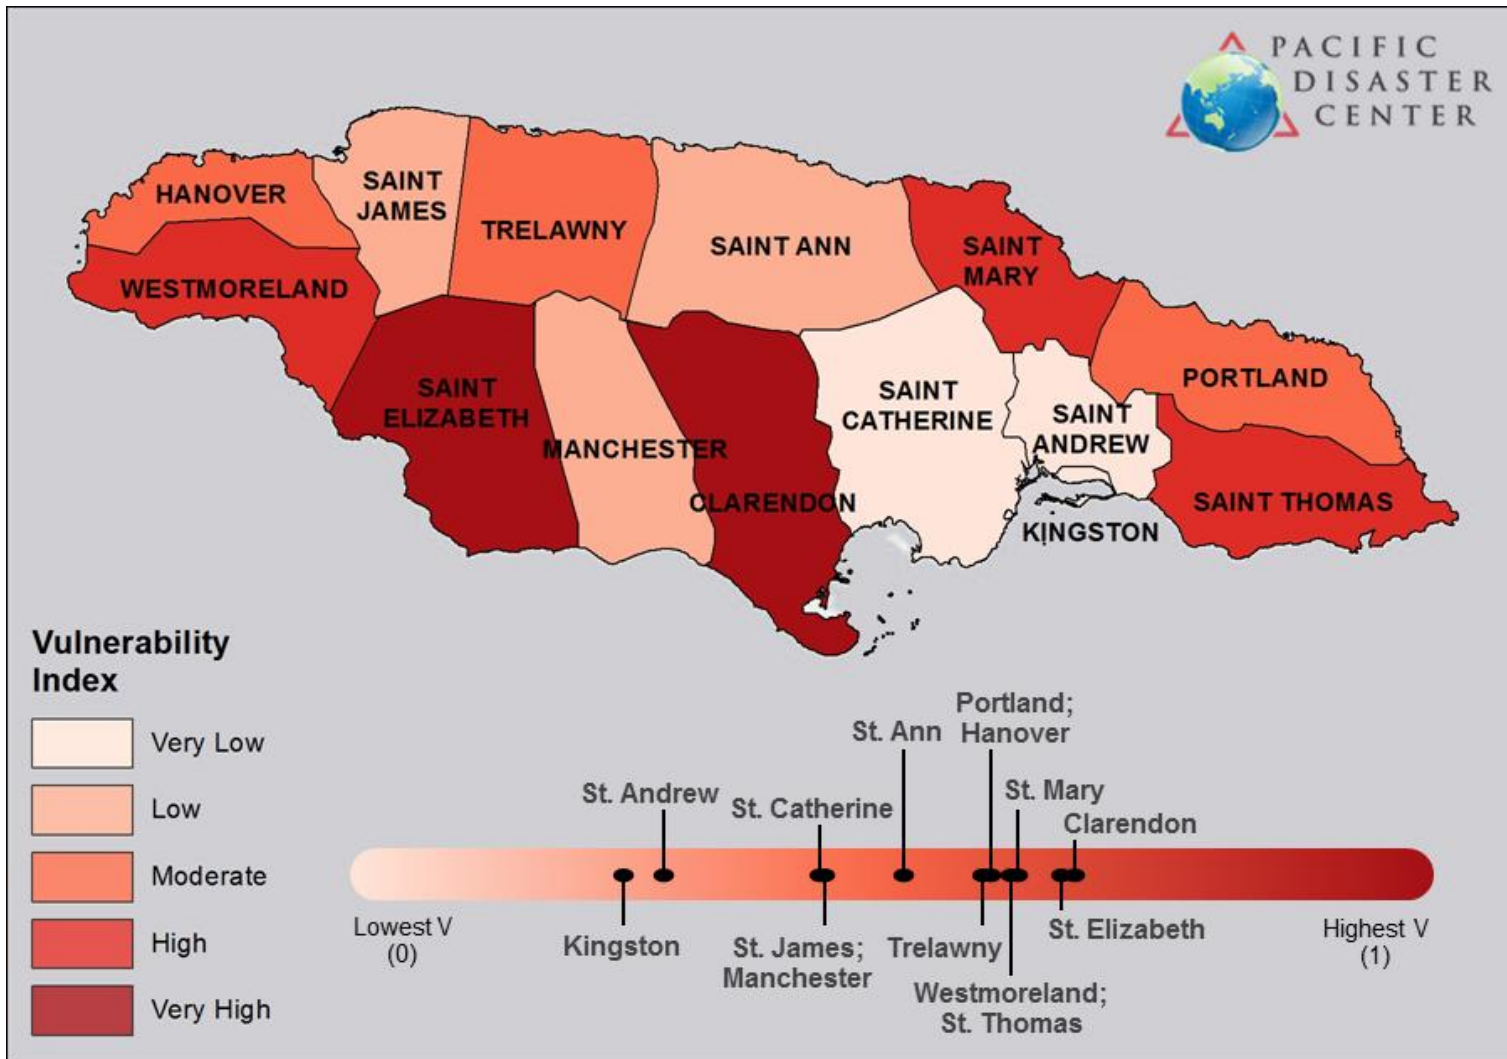 PACIFIC
DISASTER
CENTER
HANOVER
SAINT
JAMES
TRELAWNY
SAINT ANN
SAINT
MARY
WESTMORELAND
SAINT
ELIZABETH
MANCHESTER
CLARENDON
SAINT
CATHERINE
SAINT
ANDREW
PORTLAND
SAINT THOMAS
KINGSTON
Vulnerability
Index
Very Low
Low
Moderate
High
Very High
Portland;
Hanover
St. Ann
St. Andrew
St. Catherine
St. Mary
Clarendon
Lowest V
(0)
Kingston
St. James;
Manchester
Trelawny
Westmoreland;
St. Thomas
St. Elizabeth
Highest V
(1)